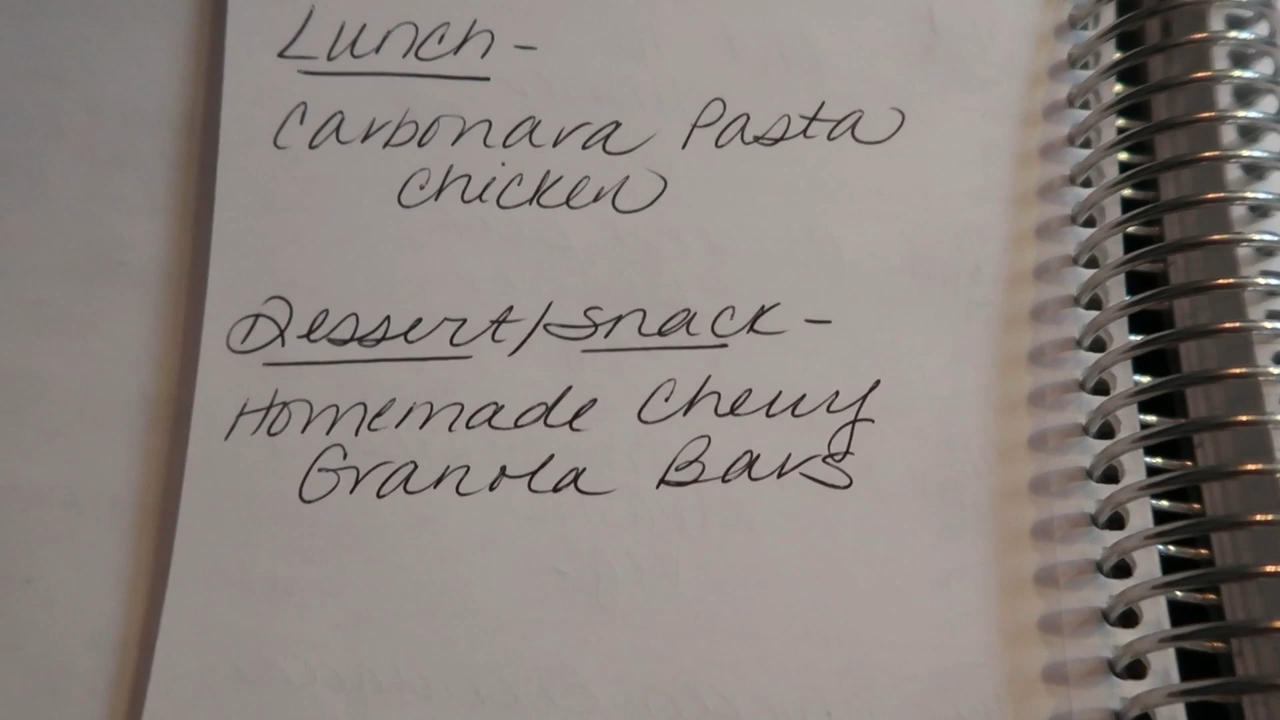 Lunch -
Carbonara Pasta
chicken
Dessert/snack -
Homemade Chewy
Granola Bars